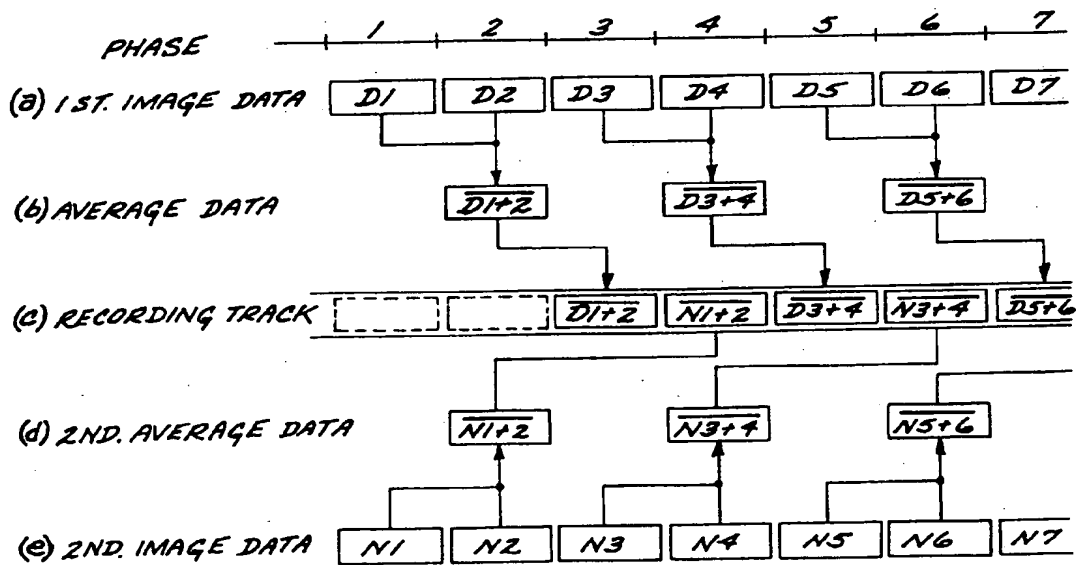 1 2 3 4 5 6 7
PHASE
(a) 1ST. IMAGE DATA D1 D2 D3 D4 D5 D6 D7
(b) AVERAGE DATA D1+2 D3+4 D5+6
(c) RECORDING TRACK D1+2 N1+2 D3+4 N3+4 D5+6
(d) 2ND. AVERAGE DATA N1+2 N3+4 N5+6
(e) 2ND. IMAGE DATA N1 N2 N3 N4 N5 N6 N7